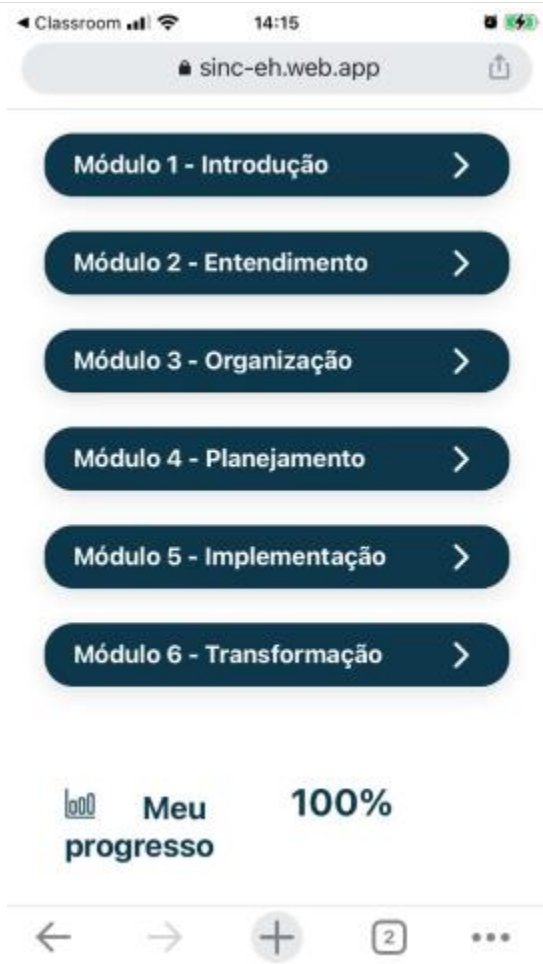 Classroom 14:15
sinc-eh.web.app
Módulo 1 - Introdução
Módulo 2 - Entendimento
Módulo 3 - Organização
Módulo 4 - Planejamento
Módulo 5 - Implementação
Módulo 6 - Transformação
Meu 100%
progresso
2